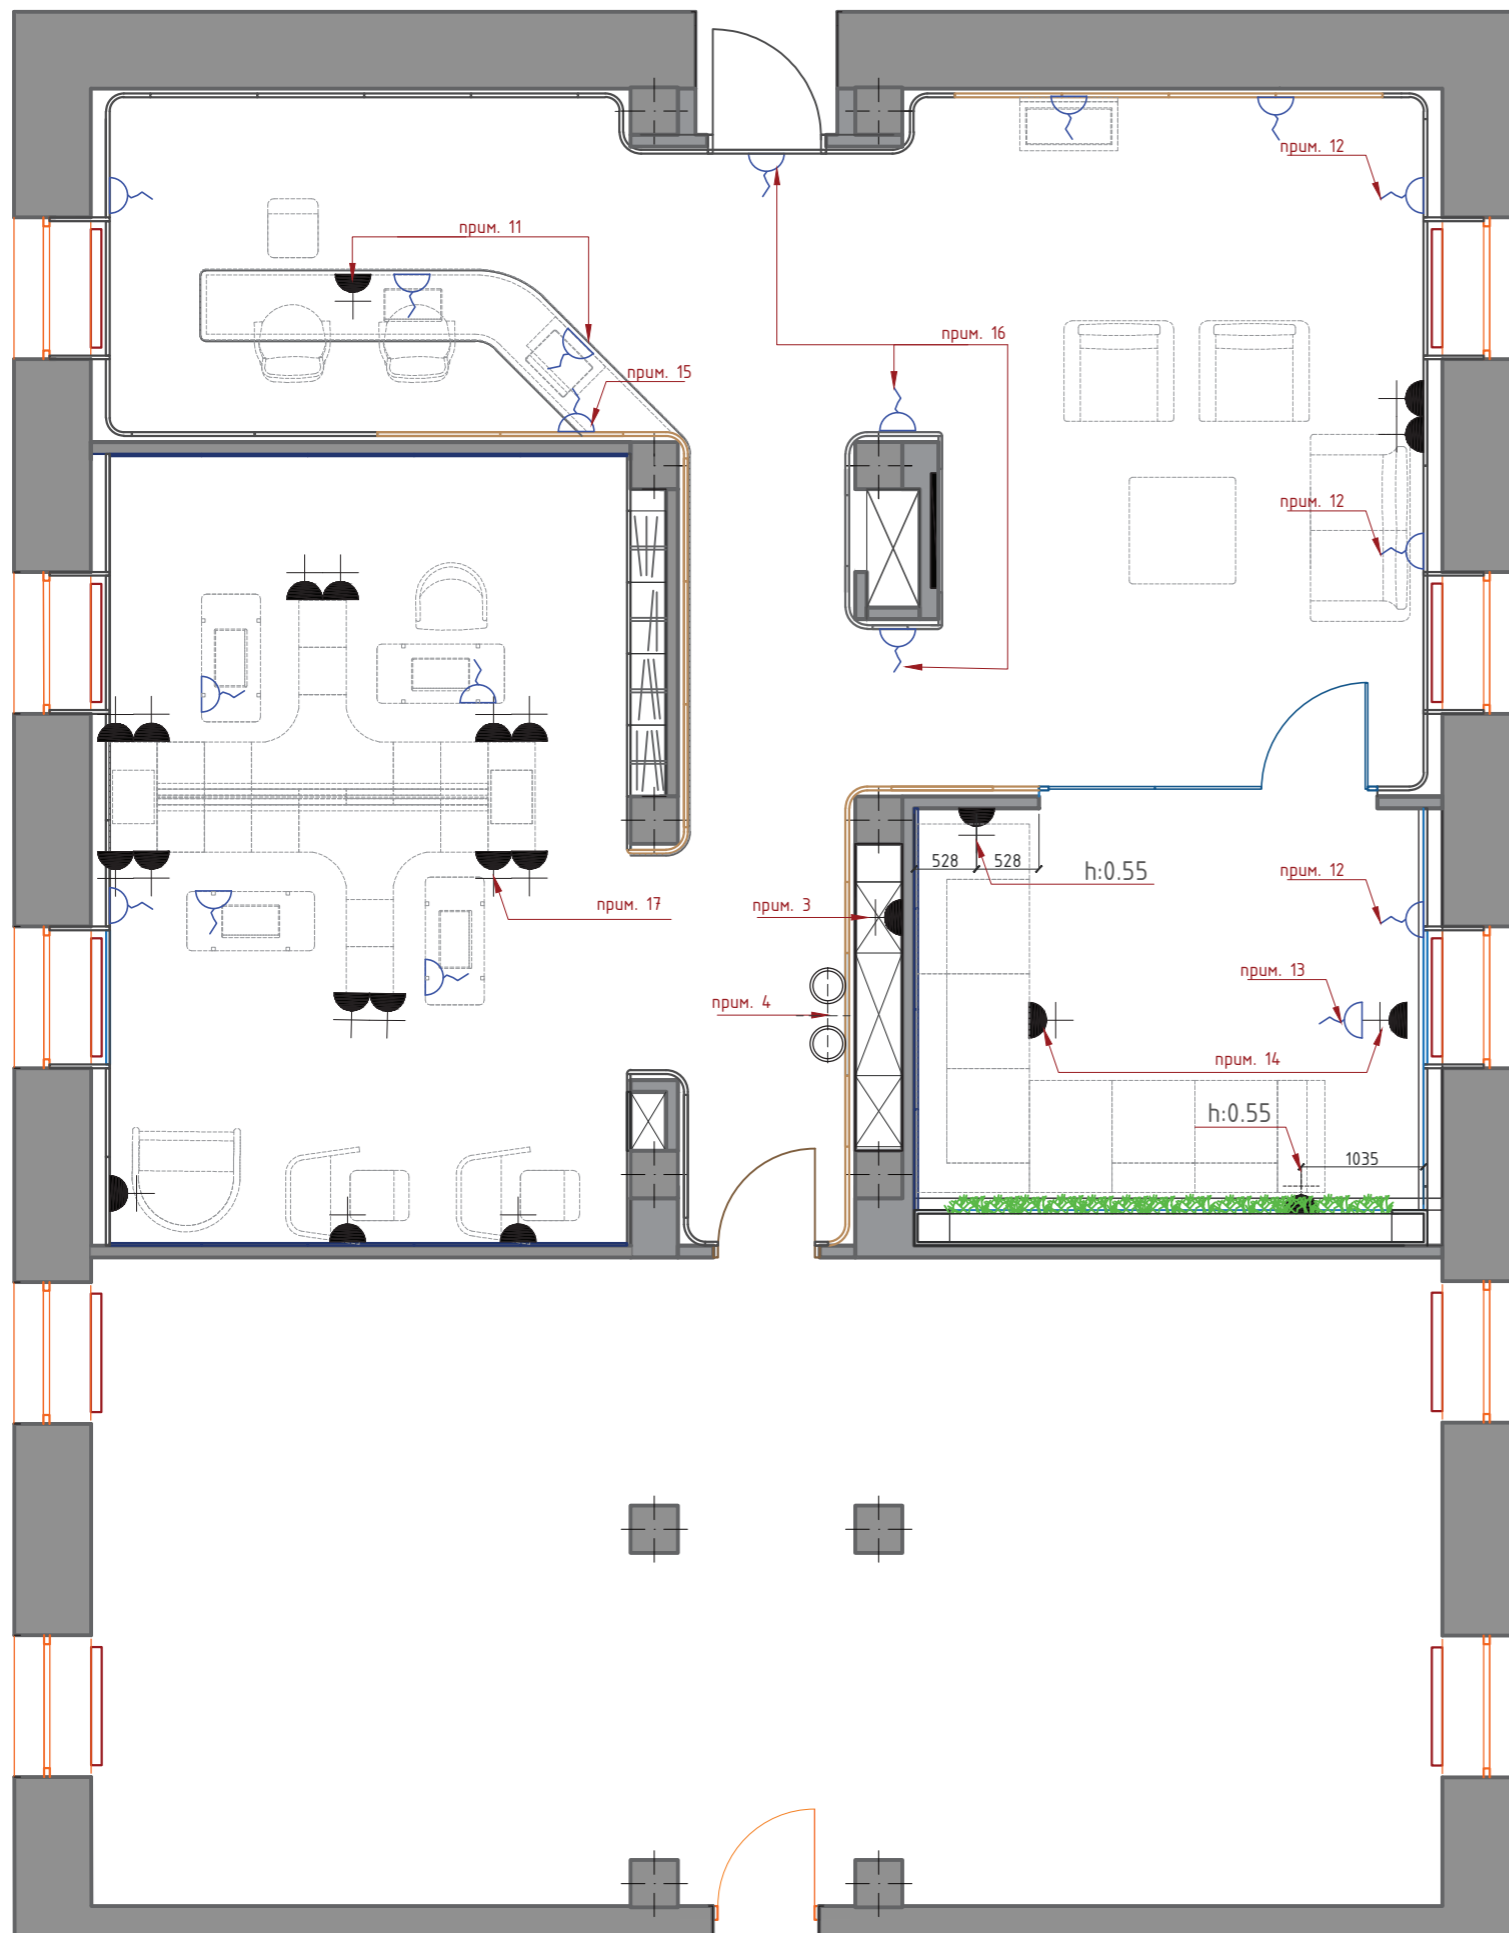 прим. 12
прим. 11
прим. 16
прим. 15
прим. 12
528
528
h:0.55
прим. 12
прим. 17
прим. 3
прим. 13
прим. 4
прим. 14
h:0.55
1035